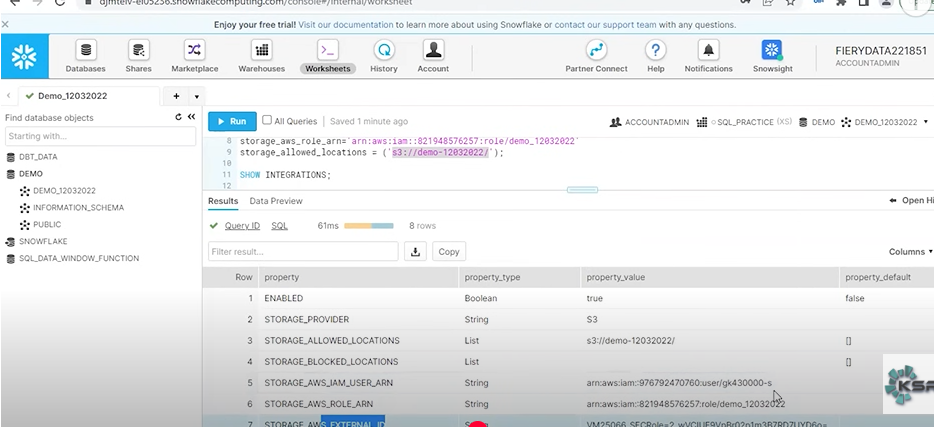 djmtelv-el05236.snowflakecomputing.com/console#/internal/worksheet
Enjoy your free trial! Visit our documentation to learn more about using Snowflake or contact our support team with any questions.
Databases Shares Marketplace Warehouses Worksheets History Account Partner Connect Help Notifications Snowsight
FIERYDATA221851
ACCOUNTADMIN
Demo_12032022
Find database objects
Starting with...
DBT_DATA
DEMO
DEMO_12032022
INFORMATION_SCHEMA
PUBLIC
SNOWFLAKE
SQL_DATA_WINDOW_FUNCTION
Run All Queries Saved 1 minute ago ACCOUNTADMIN SQL_PRACTICE (XS) DEMO DEMO_12032022
8 storage_aws_role_arn='arn:aws:iam::821948576257:role/demo_12032022'
9 storage_allowed_locations = ('s3://demo-12032022/');
10
11 SHOW INTEGRATIONS;
12
Results Data Preview Open Hi
Query ID SQL 61ms 8 rows
Filter result... Copy Columns
Row property property_type property_value property_default
1 ENABLED Boolean true false
2 STORAGE_PROVIDER String S3
3 STORAGE_ALLOWED_LOCATIONS List s3://demo-12032022/ []
4 STORAGE_BLOCKED_LOCATIONS List []
5 STORAGE_AWS_IAM_USER_ARN String arn:aws:iam::976792470760:user/gk430000-s
6 STORAGE_AWS_ROLE_ARN String arn:aws:iam::821948576257:role/demo_12032022
7 STORAGE_AWS_EXTERNAL_ID
KSR